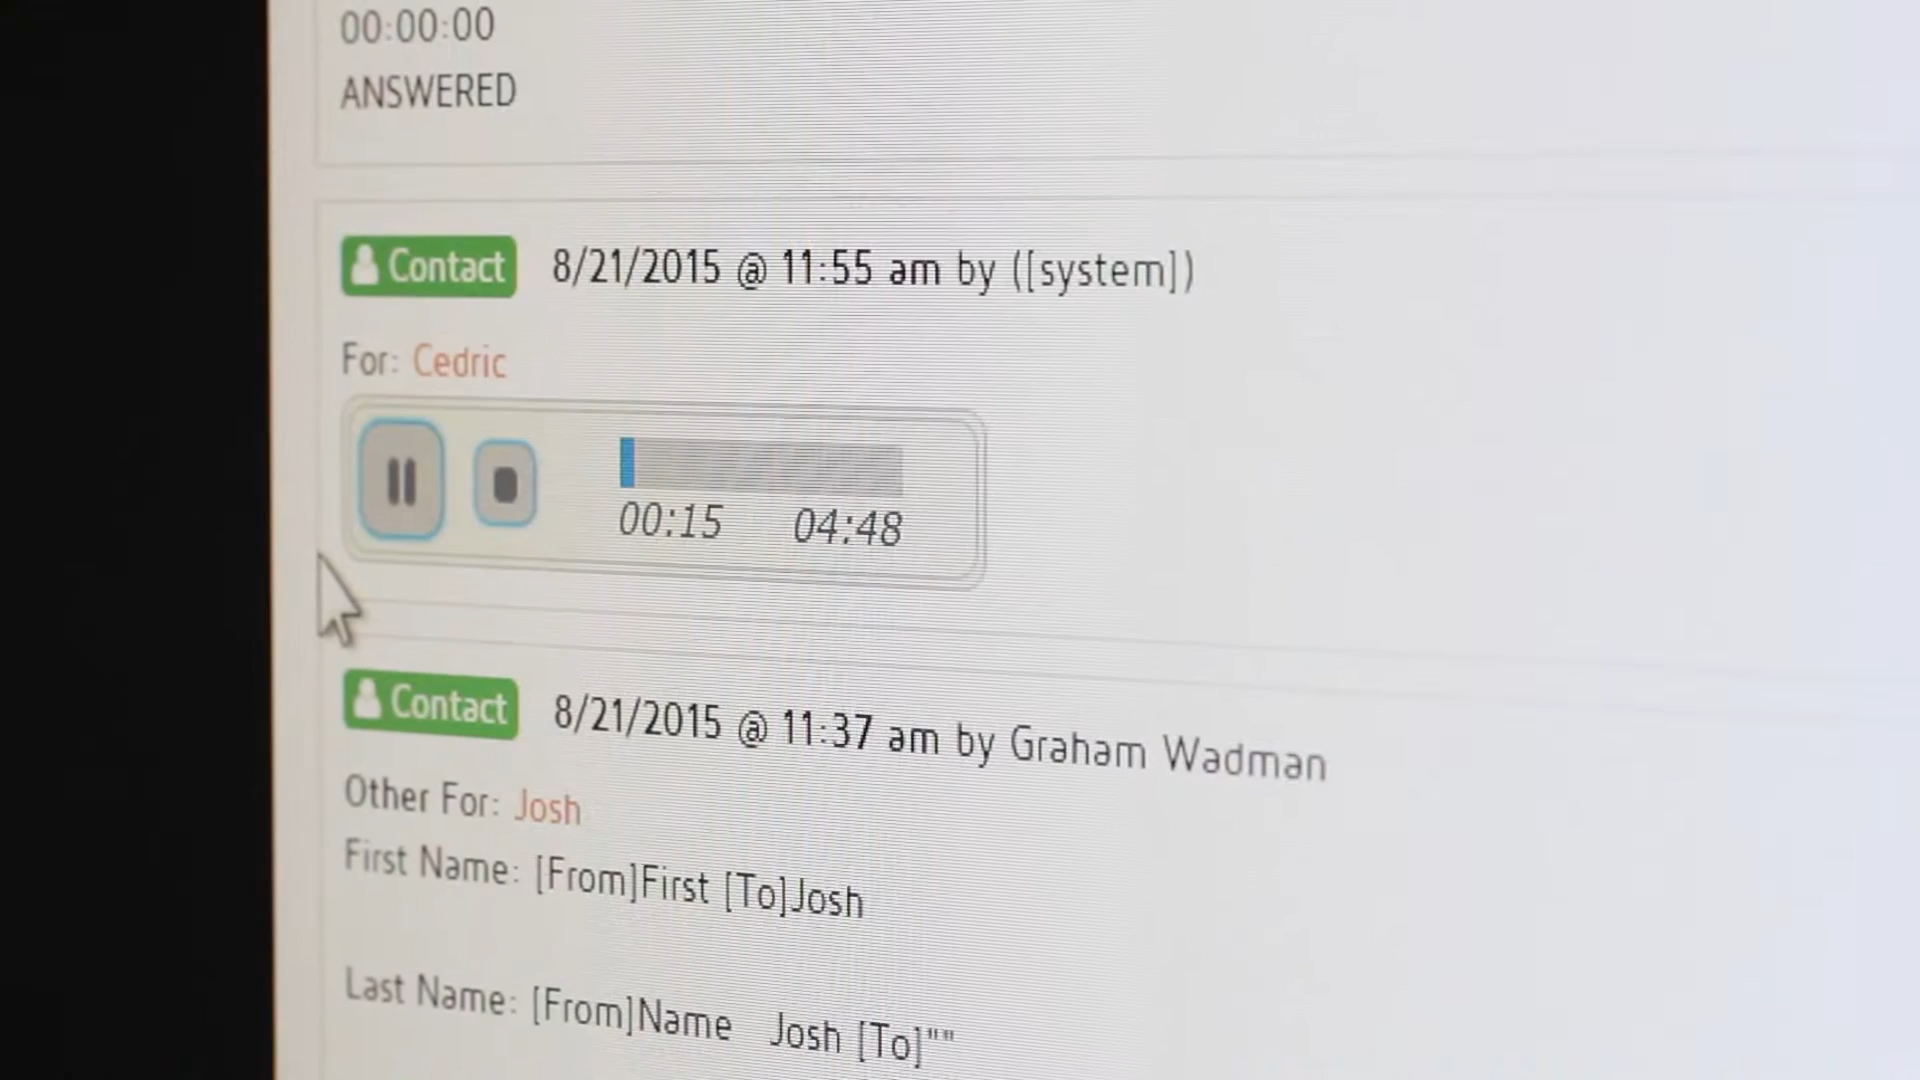 00:00:00
ANSWERED
Contact 8/21/2015 @ 11:55 am by ([system])
For: Cedric
00:15 04:48
Contact 8/21/2015 @ 11:37 am by Graham Wadman
Other For: Josh
First Name: [From]First [To]Josh
Last Name: [From]Name Josh [To]""